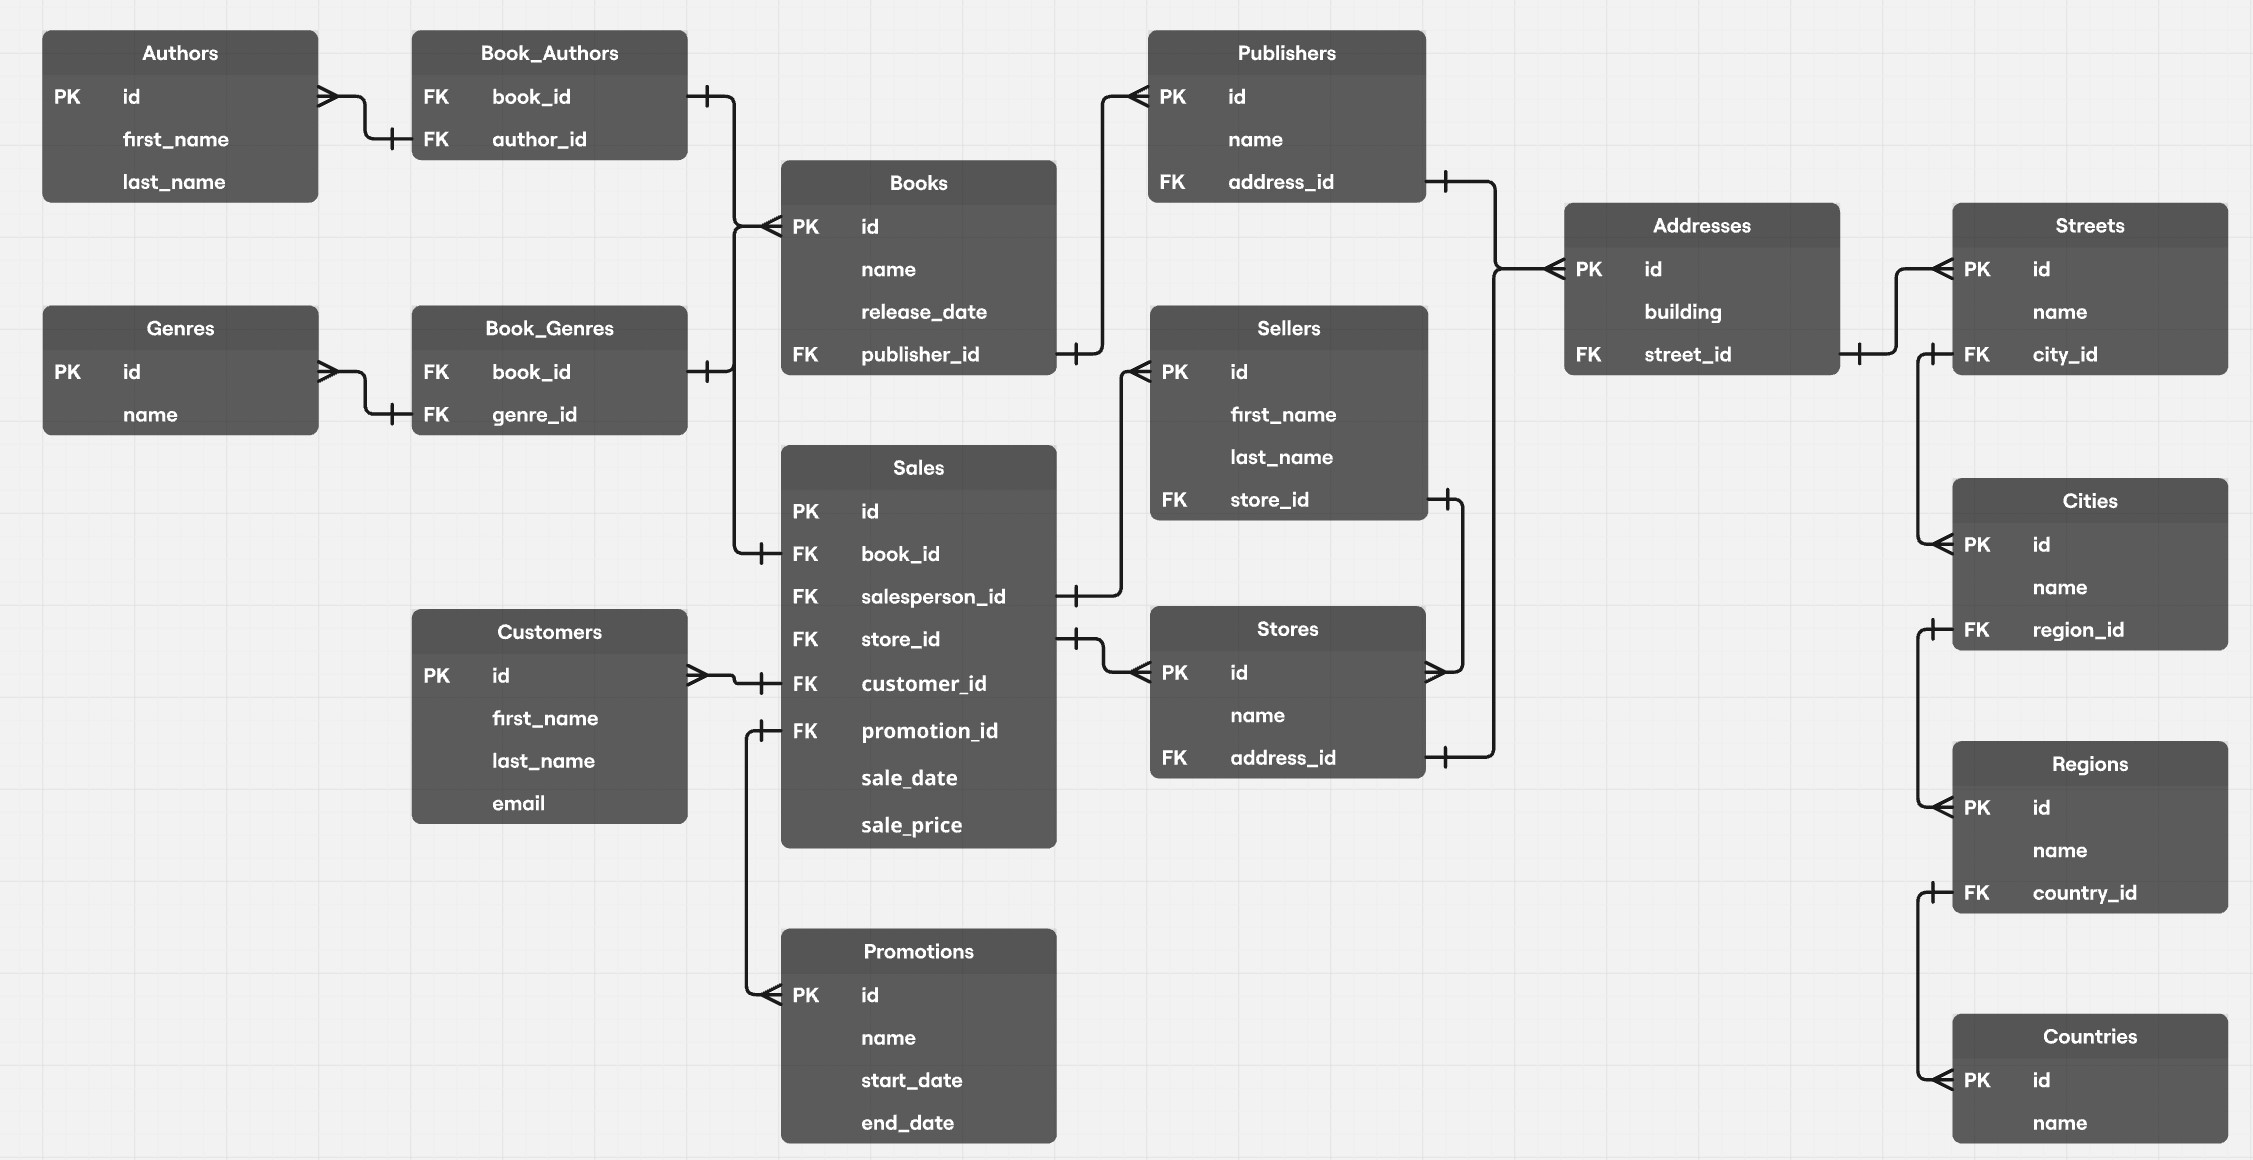 Authors
PK id
first_name
last_name
Book_Authors
FK book_id
FK author_id
Genres
PK id
name
Book_Genres
FK book_id
FK genre_id
Books
PK id
name
release_date
FK publisher_id
Publishers
PK id
name
FK address_id
Sellers
PK id
first_name
last_name
FK store_id
Sales
PK id
FK book_id
FK salesperson_id
FK store_id
FK customer_id
FK promotion_id
sale_date
sale_price
Customers
PK id
first_name
last_name
email
Stores
PK id
name
FK address_id
Promotions
PK id
name
start_date
end_date
Addresses
PK id
building
FK street_id
Streets
PK id
name
FK city_id
Cities
PK id
name
FK region_id
Regions
PK id
name
FK country_id
Countries
PK id
name